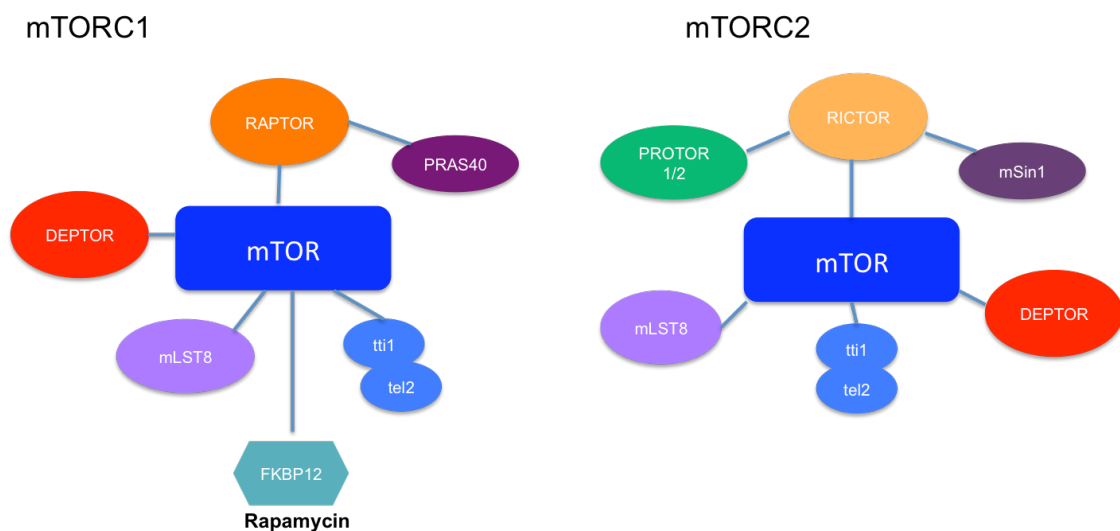 mTORC1
RAPTOR
PRAS40
DEPTOR
mTOR
mLST8
tti1
tel2
FKBP12
Rapamycin
mTORC2
RICTOR
PROTOR
1/2
mSin1
mTOR
mLST8
DEPTOR
tti1
tel2